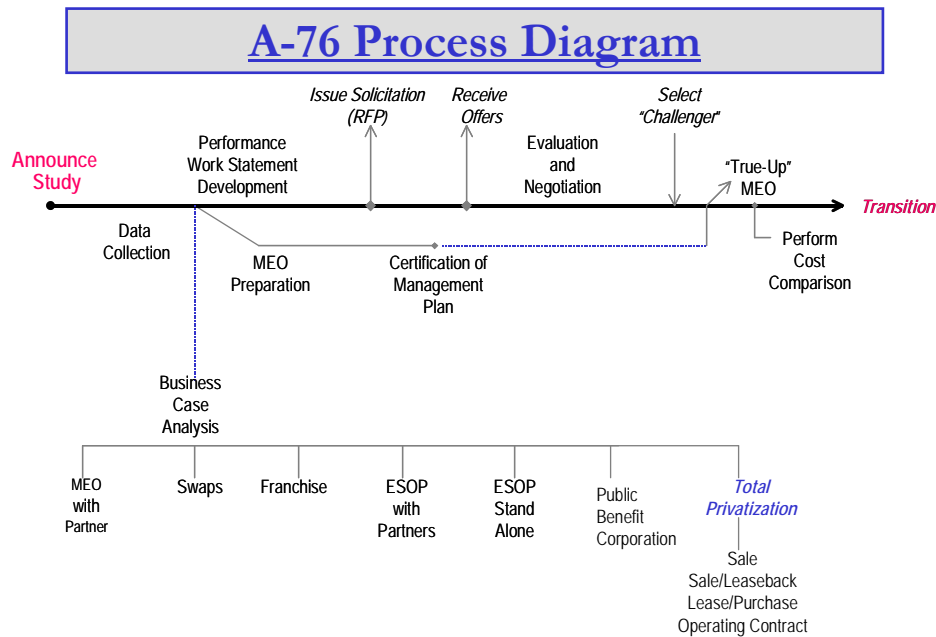 A-76 Process Diagram
Issue Solicitation
(RFP)
Receive
Offers
Select
"Challenger"
Performance
Work Statement
Development
Evaluation
and
Negotiation
Announce
Study
"True-Up"
MEO
Transition
Data
Collection
MEO
Preparation
Certification of
Management
Plan
Perform
Cost
Comparison
Business
Case
Analysis
MEO
with
Partner
Swaps
Franchise
ESOP
with
Partners
ESOP
Stand
Alone
Public
Benefit
Corporation
Total
Privatization
Sale
Sale/Leaseback
Lease/Purchase
Operating Contract